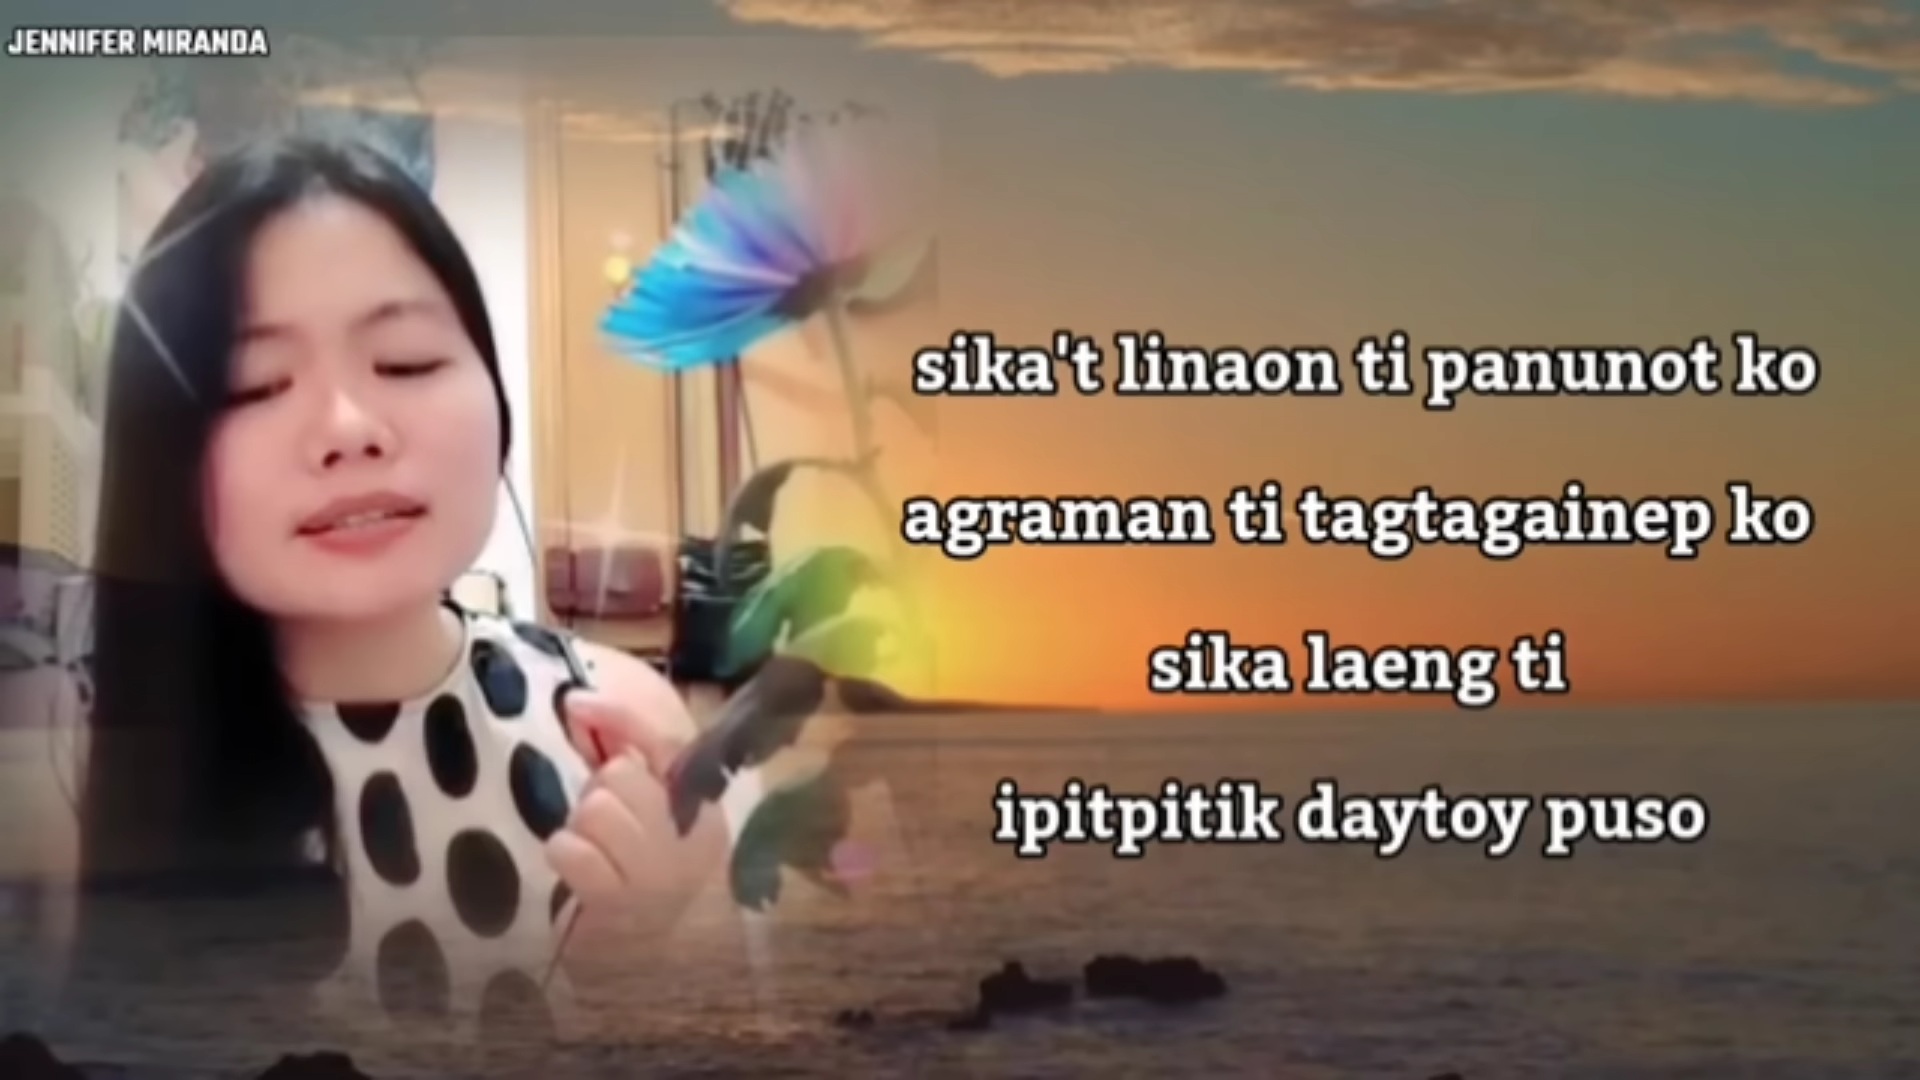 JENNIFER MIRANDA
sika't linaon ti panunot ko
agraman ti tagtagainep ko
sika laeng ti
ipitpitik daytoy puso